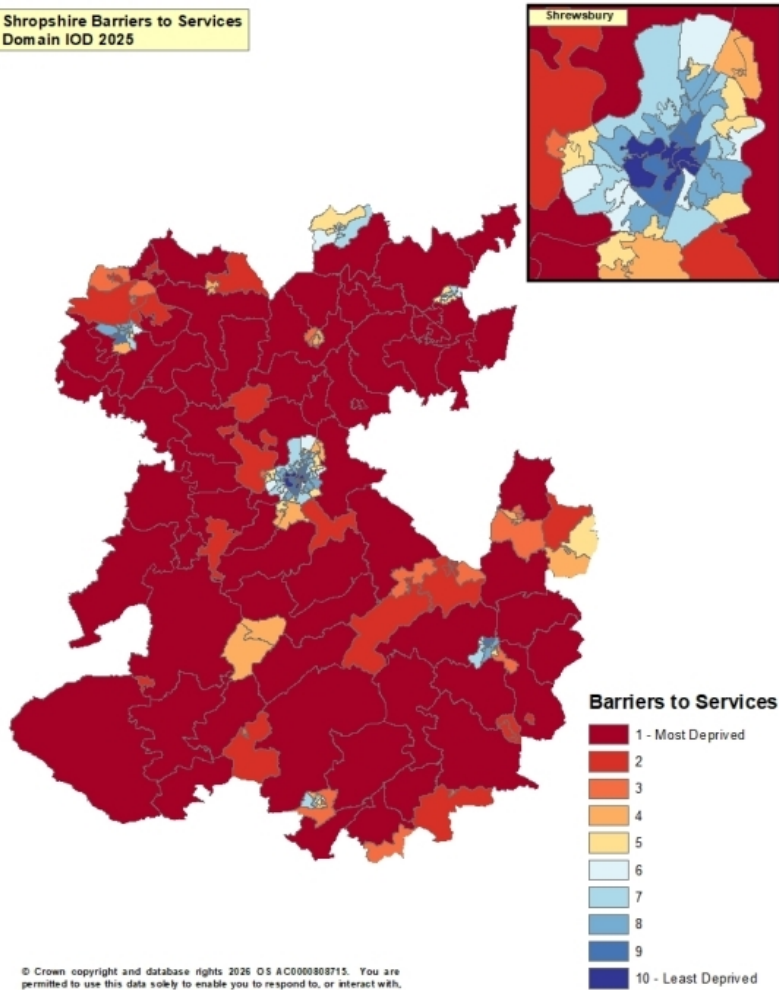 Shropshire Barriers to Services
Domain IOD 2025
Shrewsbury
Barriers to Services
1 - Most Deprived
2
3
4
5
6
7
8
9
10 - Least Deprived
© Crown copyright and database rights 2026 OS AC0000808715. You are
permitted to use this data solely to enable you to respond to, or interact with,